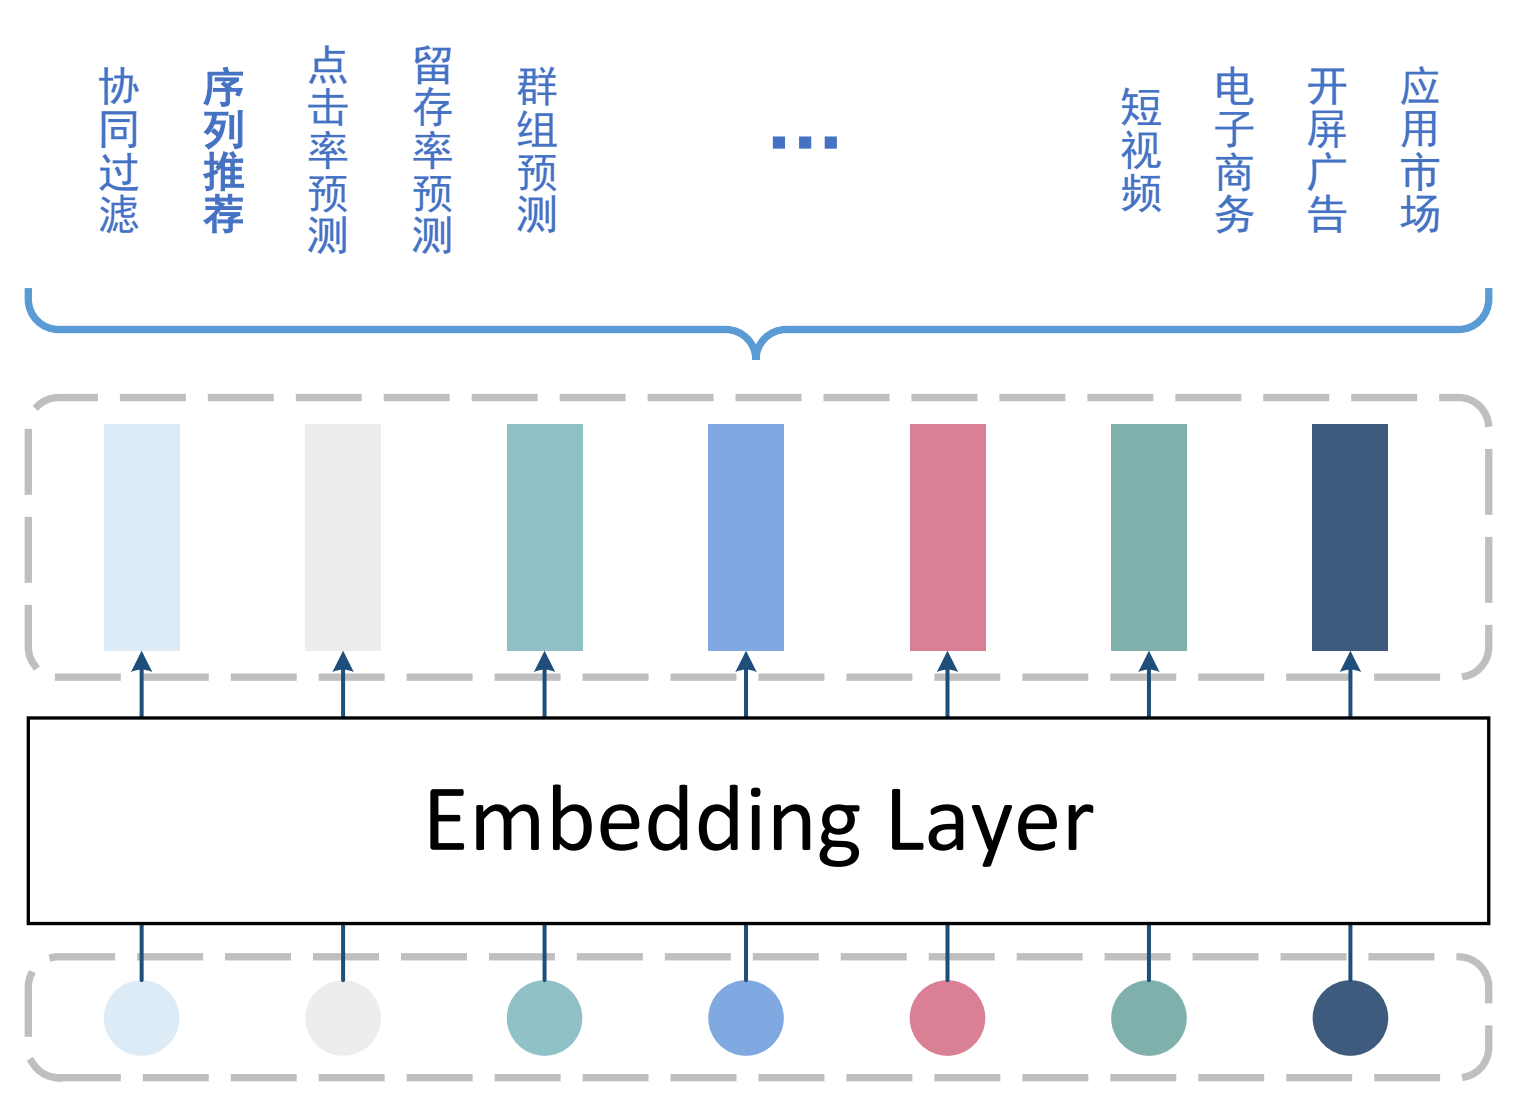 协同过滤
序列推荐
点击率预测
留存率预测
群组预测
...
短视频
电子商务
开屏广告
应用市场
Embedding Layer